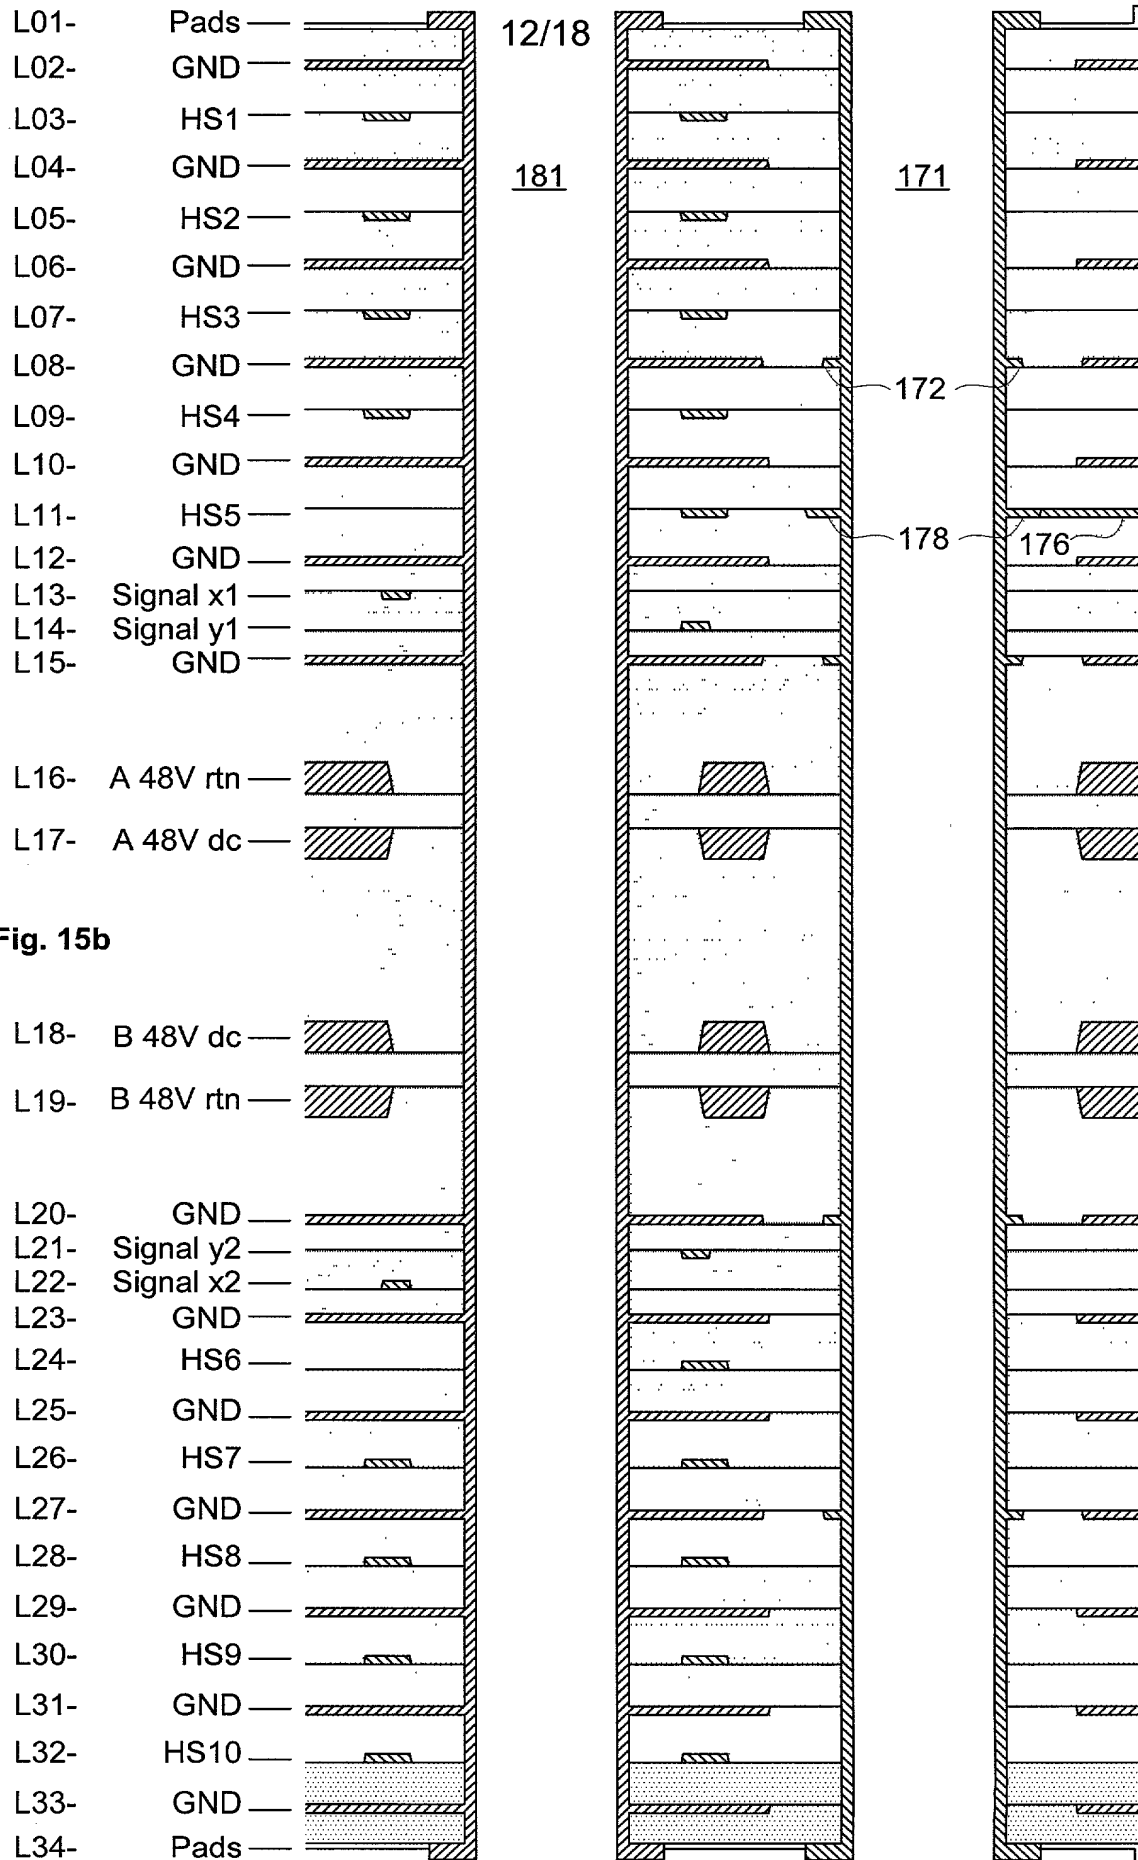 L01- Pads
12/18
L02- GND
L03- HS1
L04- GND
181
171
L05- HS2
L06- GND
L07- HS3
L08- GND
172
L09- HS4
L10- GND
L11- HS5
178
176
L12- GND
L13- Signal x1
L14- Signal y1
L15- GND
L16- A 48V rtn
L17- A 48V dc
Fig. 15b
L18- B 48V dc
L19- B 48V rtn
L20- GND
L21- Signal y2
L22- Signal x2
L23- GND
L24- HS6
L25- GND
L26- HS7
L27- GND
L28- HS8
L29- GND
L30- HS9
L31- GND
L32- HS10
L33- GND
L34- Pads